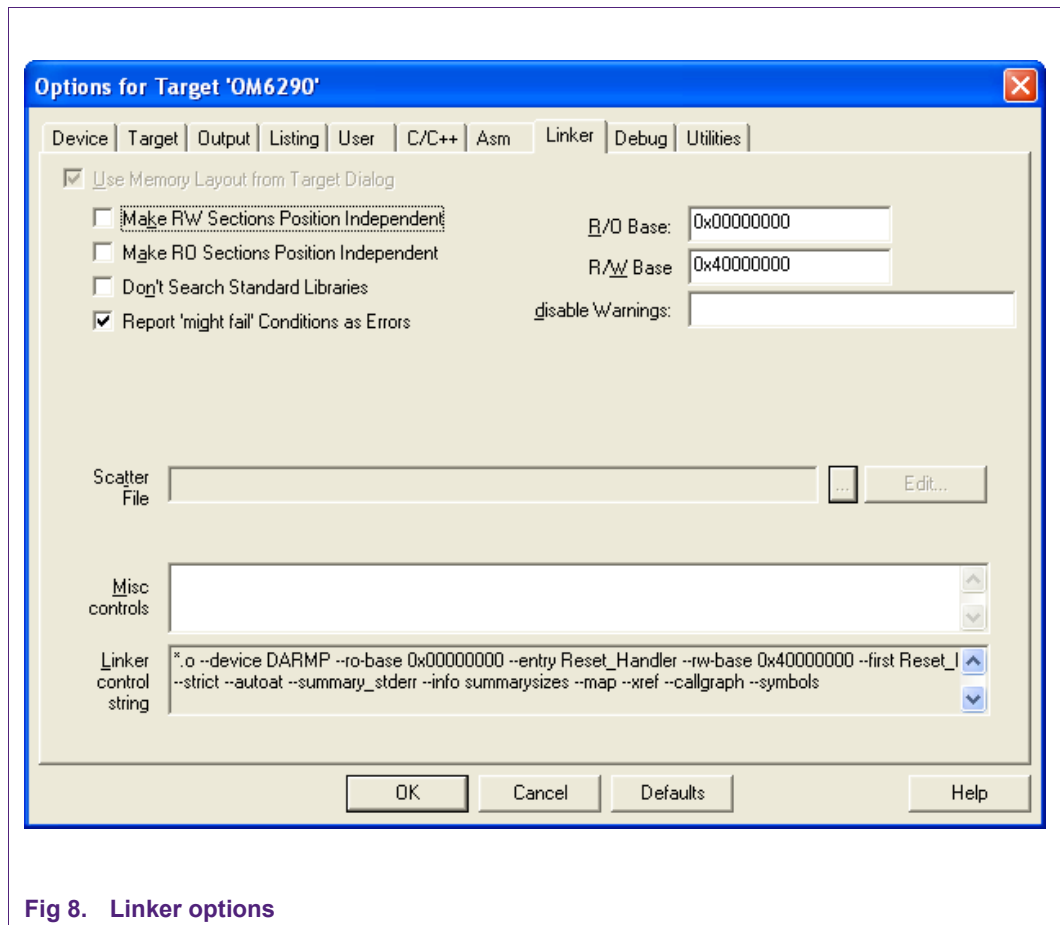 Options for Target 'OM6290'
Device Target Output Listing User C/C++ Asm Linker Debug Utilities
Use Memory Layout from Target Dialog
Make RW Sections Position Independent
Make RO Sections Position Independent
Don't Search Standard Libraries
Report 'might fail' Conditions as Errors
R/O Base: 0x00000000
R/W Base 0x40000000
disable Warnings:
Scatter
File
...
Edit...
Misc
controls
Linker
control
string
*.o --device DARMP --ro-base 0x00000000 --entry Reset_Handler --rw-base 0x40000000 --first Reset_
--strict --autoat --summary_stderr --info summarysizes --map --xref --callgraph --symbols
OK Cancel Defaults Help
Fig 8. Linker options